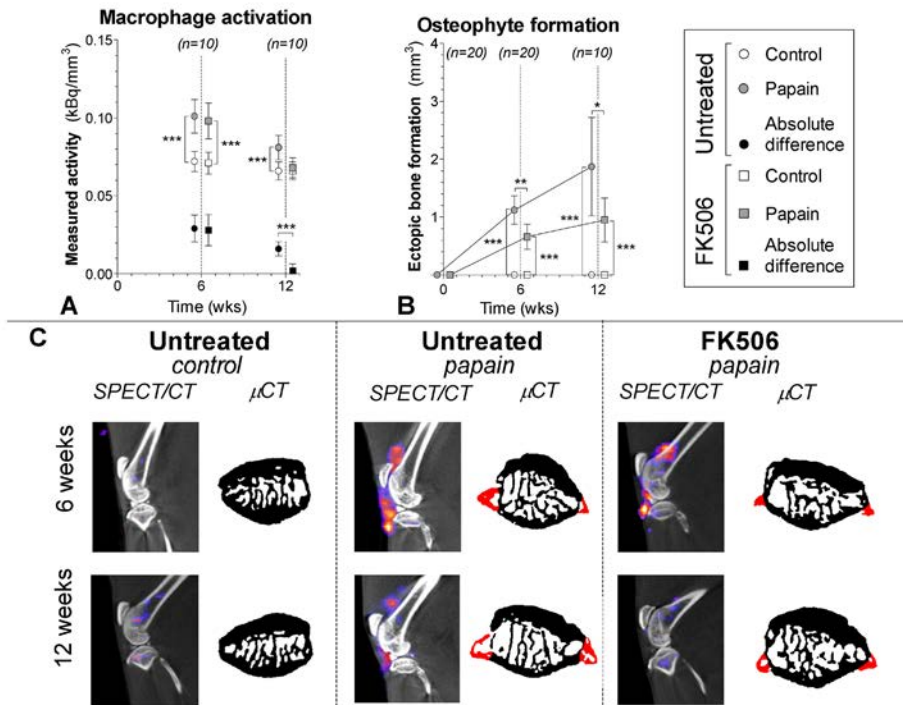 Macrophage activation
(n=10) (n=10)
Measured activity (kBq/mm³)
0.15
0.10
0.05
0.00
***
***
***
***
0 6 12
Time (wks)
A
Osteophyte formation
(n=20) (n=20) (n=10)
Ectopic bone formation (mm³)
4
3
2
1
0
*
**
***
***
***
***
0 6 12
Time (wks)
B
Untreated
Control
Papain
Absolute
difference
FK506
Control
Papain
Absolute
difference
C
Untreated
control
SPECT/CT µCT
Untreated
papain
SPECT/CT µCT
FK506
papain
SPECT/CT µCT
6 weeks
12 weeks